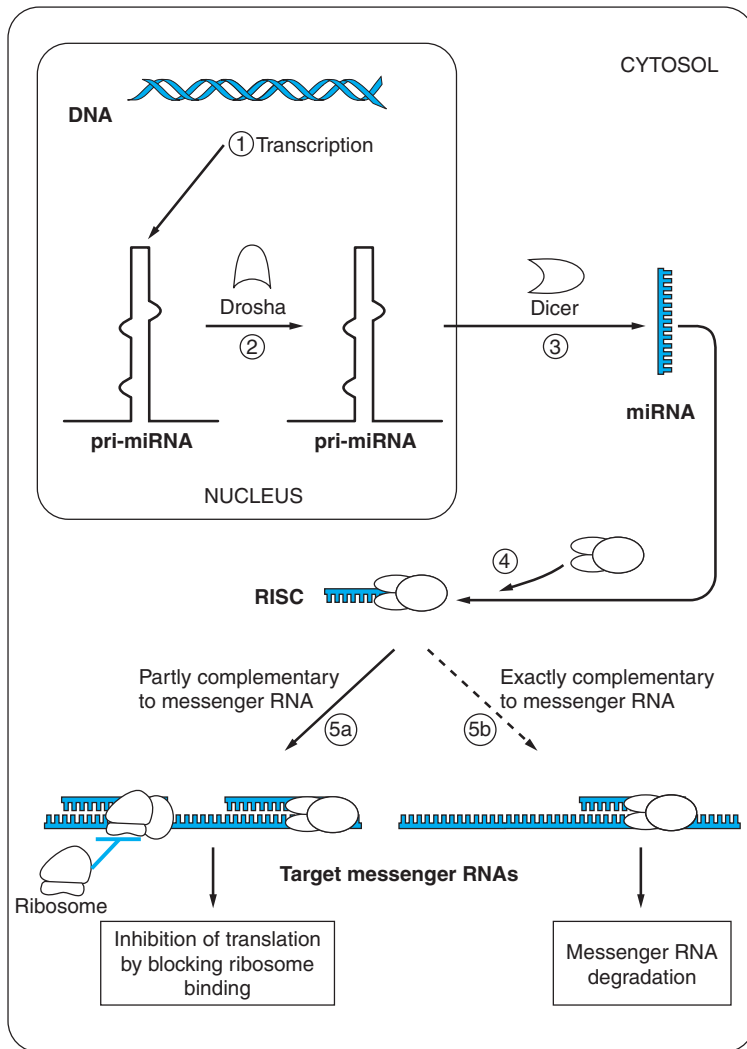 CYTOSOL
DNA
1 Transcription
Drosha
2
Dicer
3
pri-miRNA
pri-miRNA
miRNA
NUCLEUS
4
RISC
Partly complementary
to messenger RNA
Exactly complementary
to messenger RNA
5a
5b
Target messenger RNAs
Ribosome
Inhibition of translation
by blocking ribosome
binding
Messenger RNA
degradation